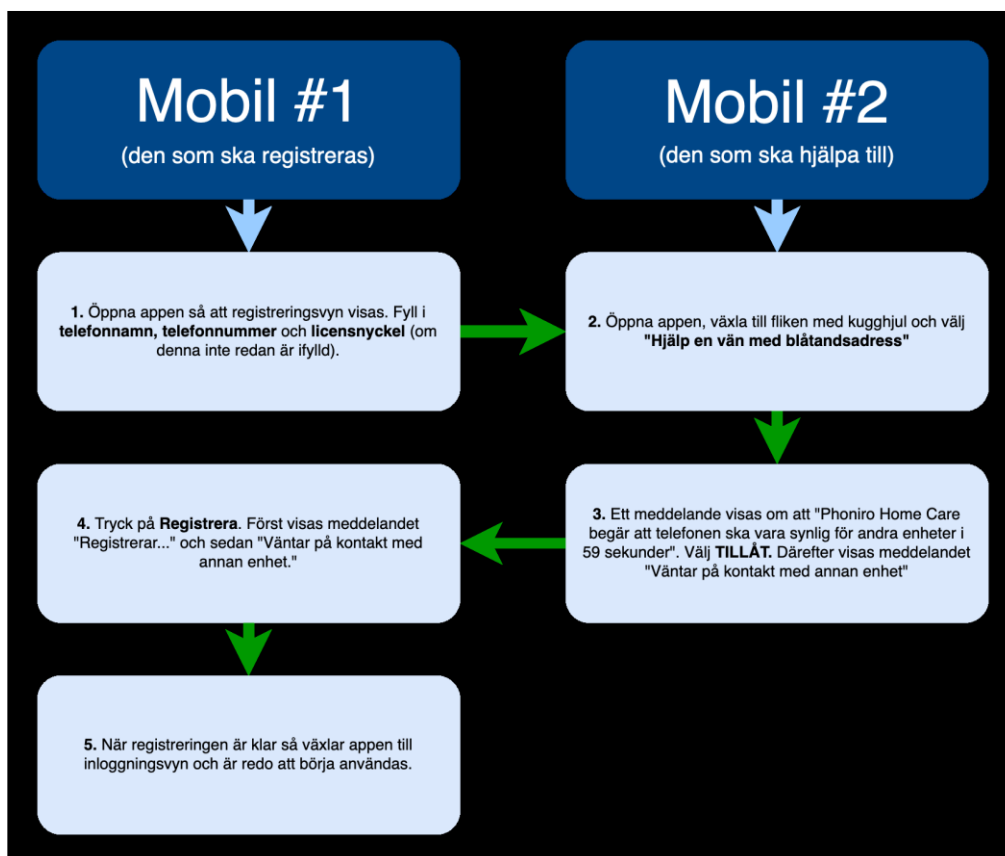 Mobil #1
(den som ska registreras)
Mobil #2
(den som ska hjälpa till)
1. Öppna appen så att registreringsvyn visas. Fyll i
telefonnamn, telefonnummer och licensnyckel (om
denna inte redan är ifylld).
2. Öppna appen, växla till fliken med kugghjul och välj
"Hjälp en vän med blåtandsadress"
3. Ett meddelande visas om att "Phoniro Home Care
begär att telefonen ska vara synlig för andra enheter i
59 sekunder". Välj TILLÅT. Därefter visas meddelandet
"Väntar på kontakt med annan enhet"
4. Tryck på Registrera. Först visas meddelandet
"Registrerar..." och sedan "Väntar på kontakt med
annan enhet."
5. När registreringen är klar så växlar appen till
inloggningsvyn och är redo att börja användas.